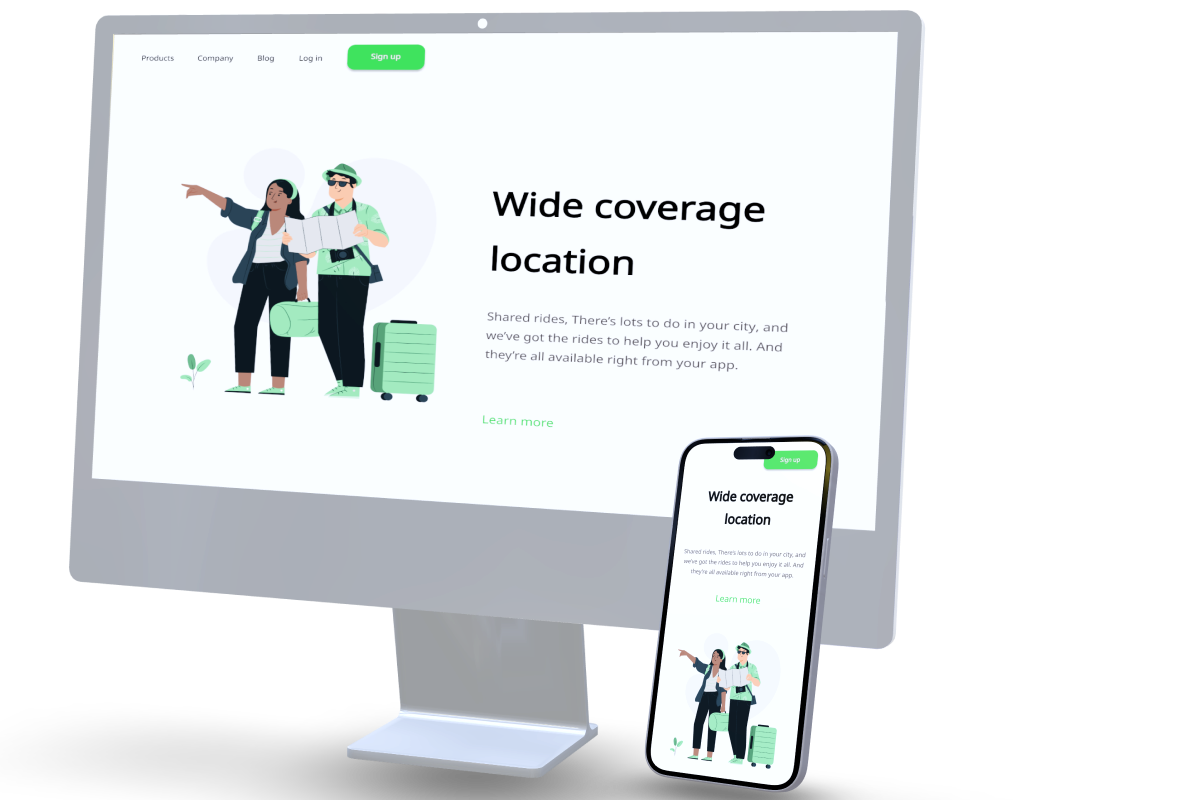 Products Company Blog Log in Sign up
Wide coverage
location
Shared rides, There's lots to do in your city, and
we've got the rides to help you enjoy it all. And
they're all available right from your app.
Learn more
Sign up
Wide coverage
location
Shared rides, There's lots to do in your city, and
we've got the rides to help you enjoy it all. And
they're all available right from your app.
Learn more